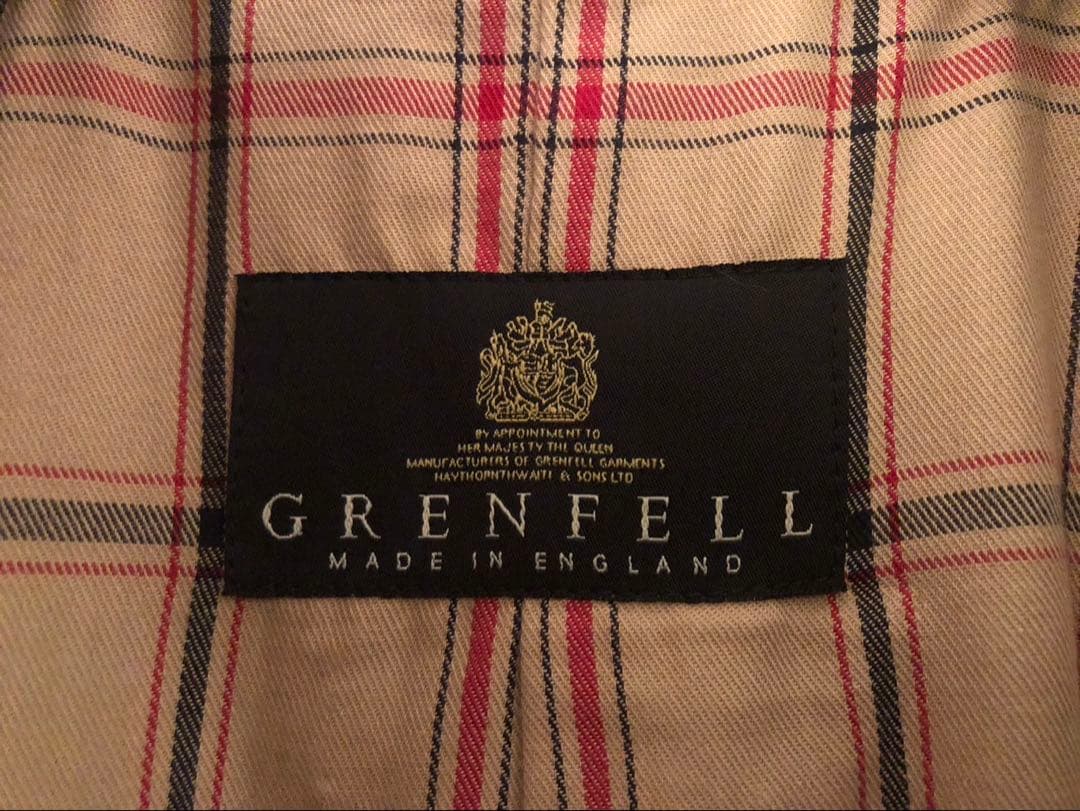 BY APPOINTMENT TO
HER MAJESTY THE QUEEN
MANUFACTURERS OF GRENFELL GARMENTS
HAYTHORNTHWAITE & SONS LTD
GRENFELL
MADE IN ENGLAND